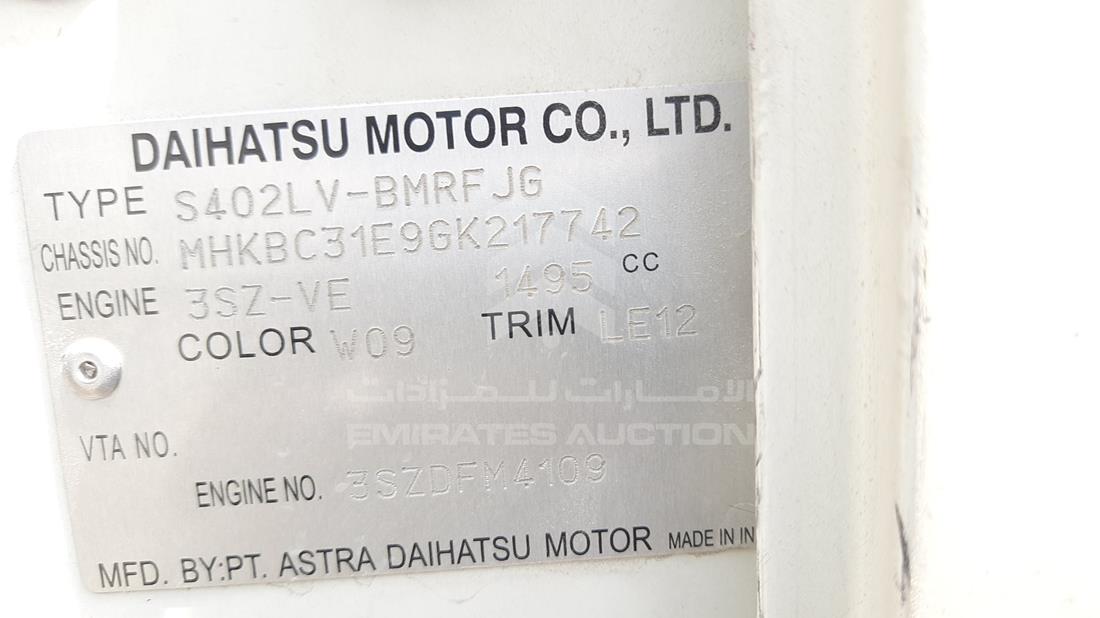 DAIHATSU MOTOR CO., LTD.
TYPE S402LV-BMRFJG
CHASSIS NO. MHKBC31E9GK217742
ENGINE 3SZ-VE 1495 CC
COLOR W09 TRIM LE12
الإمارات للمزادات
EMIRATES AUCTION
VTA NO.
ENGINE NO. 3SZDFM4109
MFD. BY:PT. ASTRA DAIHATSU MOTOR MADE IN IN